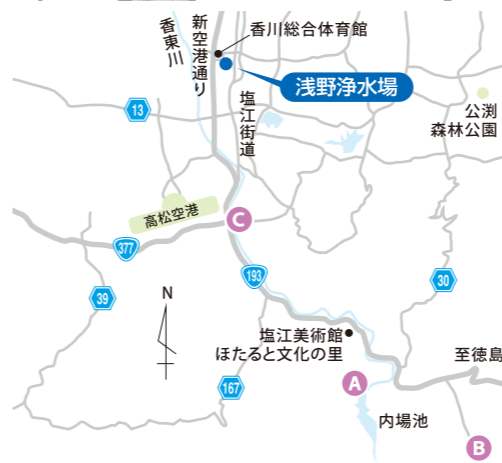 香東川
新空港通り
香川総合体育館
浅野浄水場
塩江街道
公渕
森林公園
13
高松空港
C
377
193
39
30
N
塩江美術館
ほたると文化の里
至徳島
167
A
内場池
B